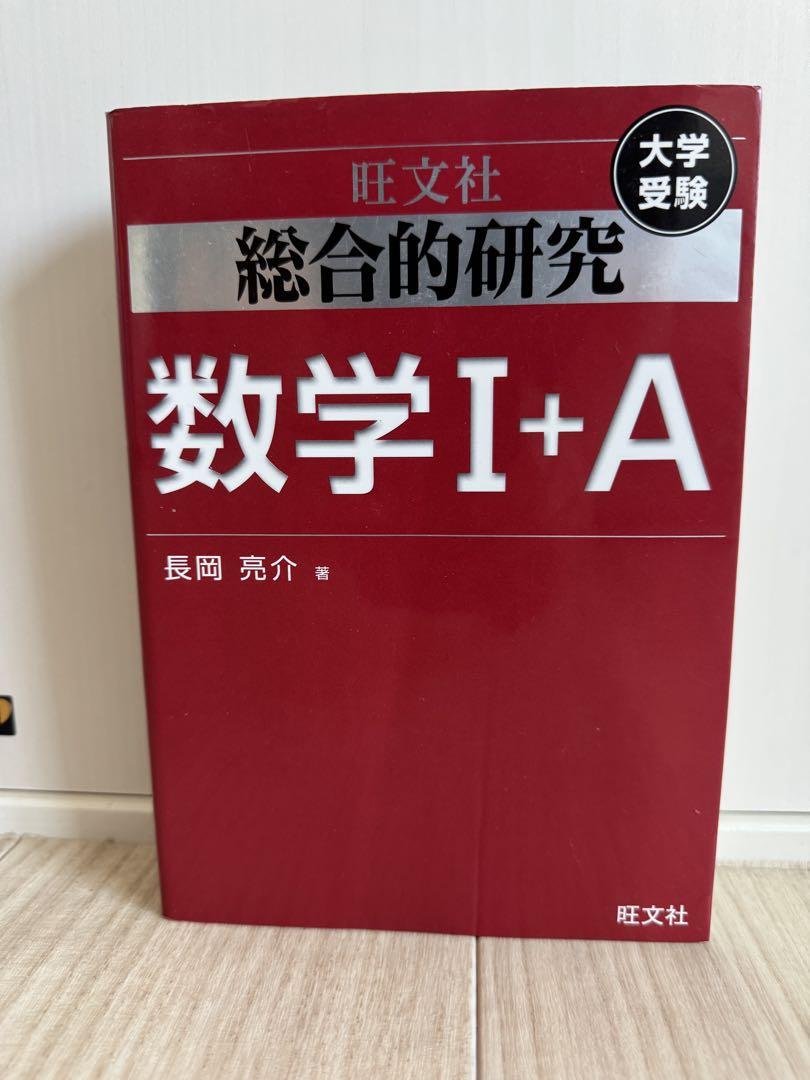 大学
受験
旺文社
総合的研究
数学I+A
長岡 亮介 著
旺文社